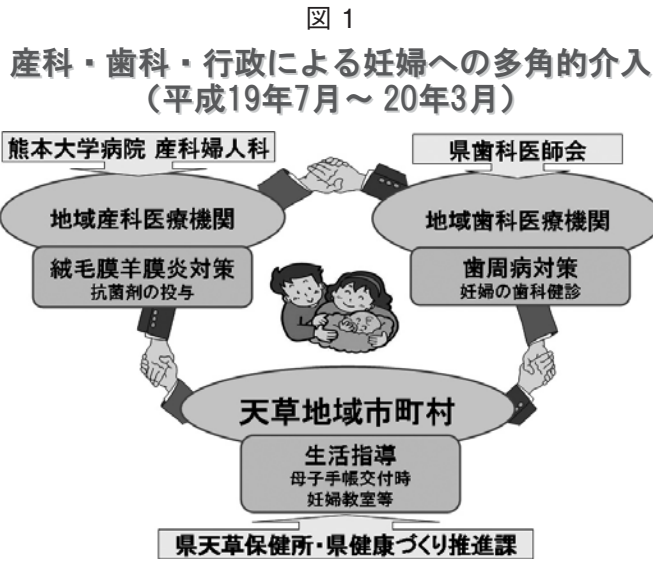 図 1
産科・歯科・行政による妊婦への多角的介入
（平成19年7月～ 20年3月）
熊本大学病院 産科婦人科
県歯科医師会
地域産科医療機関
地域歯科医療機関
絨毛膜羊膜炎対策
抗菌剤の投与
歯周病対策
妊婦の歯科健診
天草地域市町村
生活指導
母子手帳交付時
妊婦教室等
県天草保健所・県健康づくり推進課